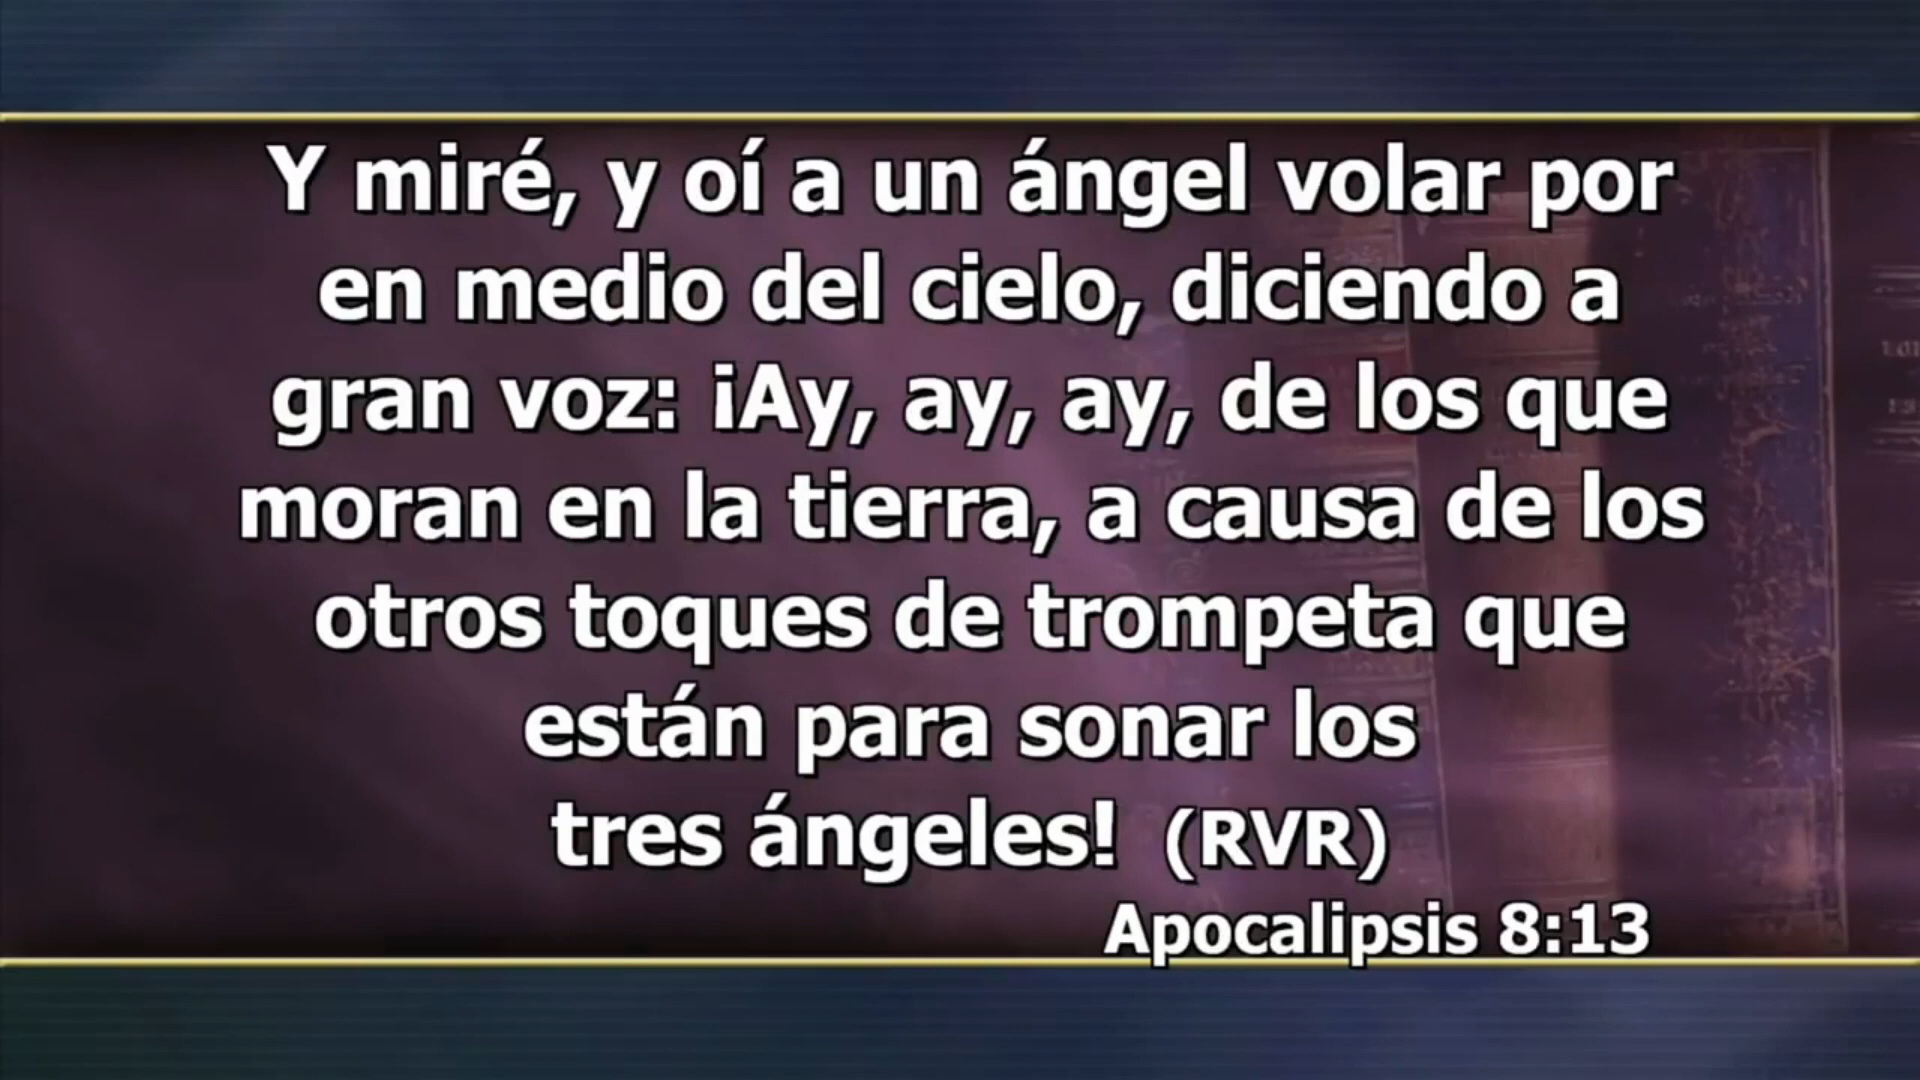 Y miré, y oí a un ángel volar por
en medio del cielo, diciendo a
gran voz: ¡Ay, ay, ay, de los que
moran en la tierra, a causa de los
otros toques de trompeta que
están para sonar los
tres ángeles! (RVR)
Apocalipsis 8:13